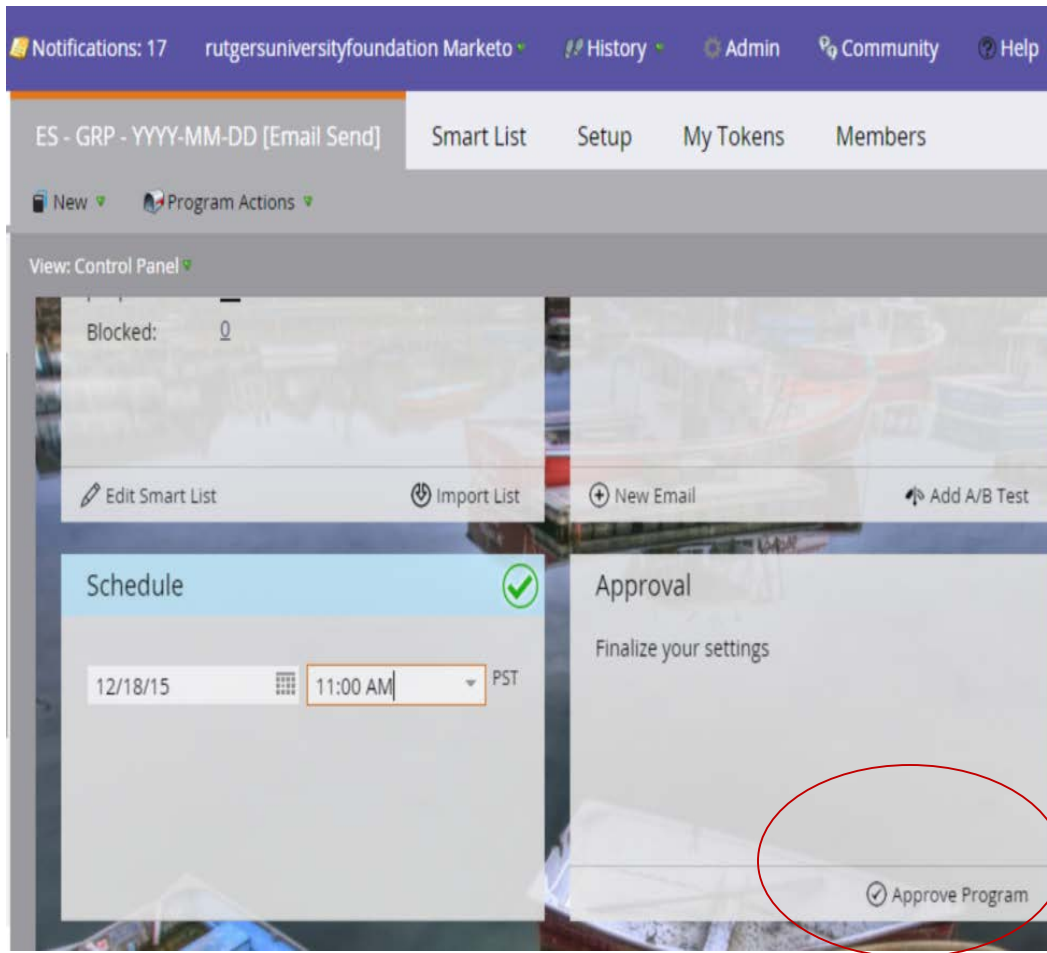 Notifications: 17 rutgersuniversityfoundation Marketo History Admin Community Help
ES - GRP - YYYY-MM-DD [Email Send] Smart List Setup My Tokens Members
New Program Actions
View: Control Panel
Blocked: 0
Edit Smart List Import List New Email Add A/B Test
Schedule Approval
Finalize your settings
12/18/15 11:00 AM PST
Approve Program